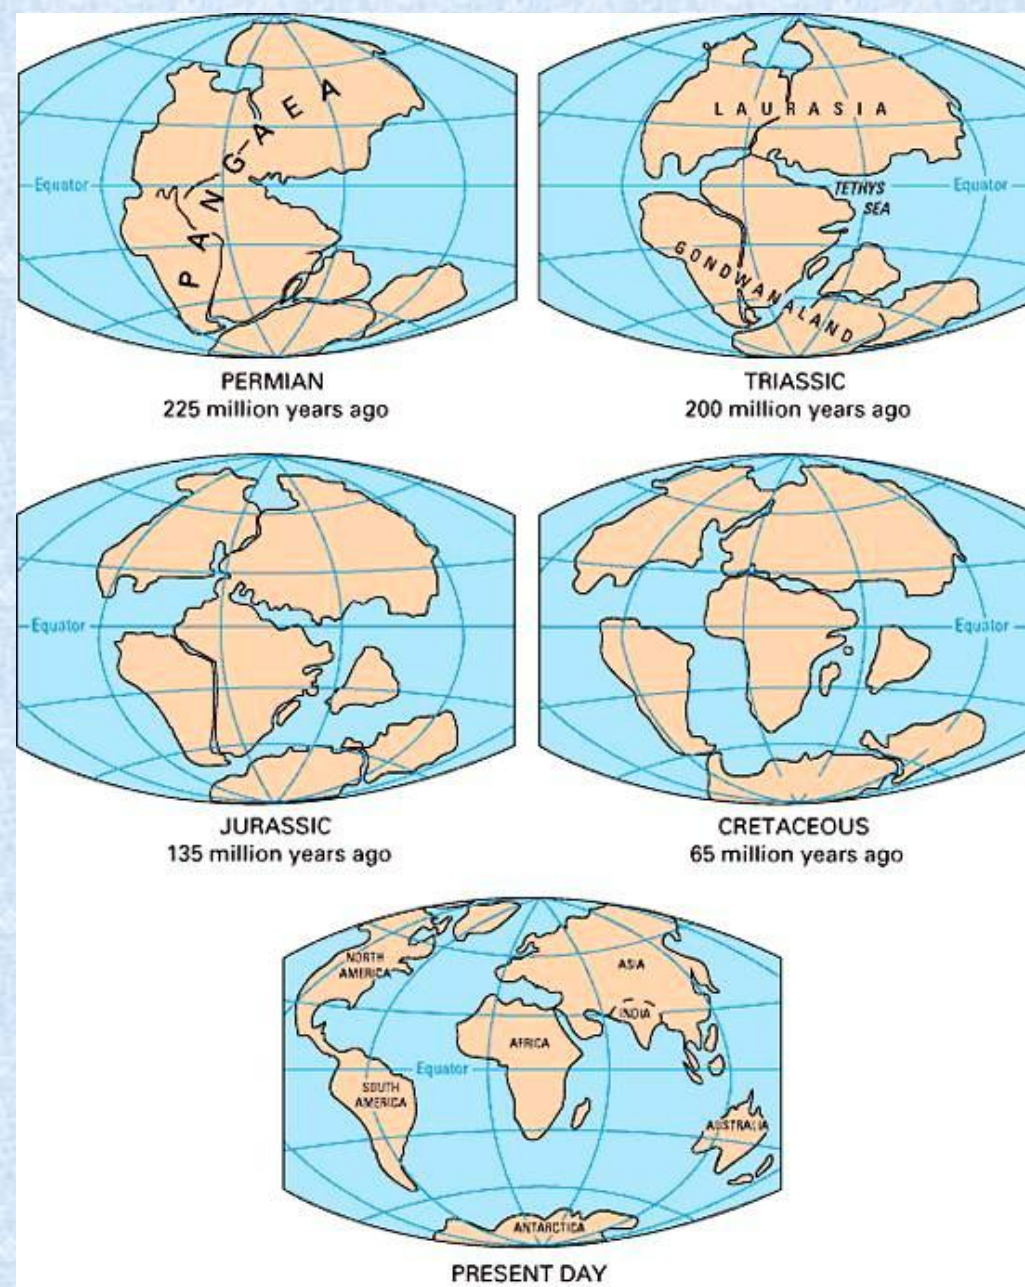 PANGAEA
Equator
PERMIAN
225 million years ago
LAURASIA
TETHYS
SEA
Equator
GONDWANALAND
TRIASSIC
200 million years ago
Equator
JURASSIC
135 million years ago
Equator
CRETACEOUS
65 million years ago
NORTH
AMERICA
ASIA
INDIA
AFRICA
Equator
SOUTH
AMERICA
AUSTRALIA
ANTARCTICA
PRESENT DAY